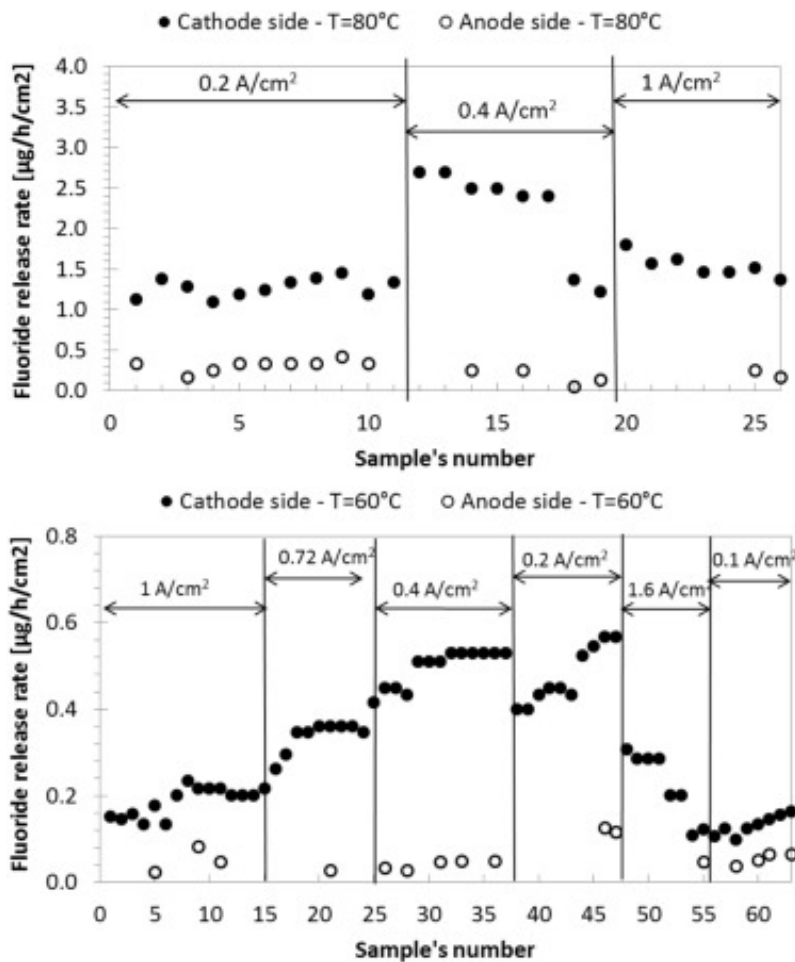 ● Cathode side - T=80°C ○ Anode side - T=80°C
Fluoride release rate [µg/h/cm2]
4.0
3.5
3.0
2.5
2.0
1.5
1.0
0.5
0.0
0.2 A/cm²
0.4 A/cm²
1 A/cm²
0 5 10 15 20 25
Sample's number
● Cathode side - T=60°C ○ Anode side - T=60°C
Fluoride release rate [µg/h/cm2]
0.8
0.6
0.4
0.2
0.0
1 A/cm²
0.72 A/cm²
0.4 A/cm²
0.2 A/cm²
1.6 A/cm²
0.1 A/cm²
0 5 10 15 20 25 30 35 40 45 50 55 60
Sample's number